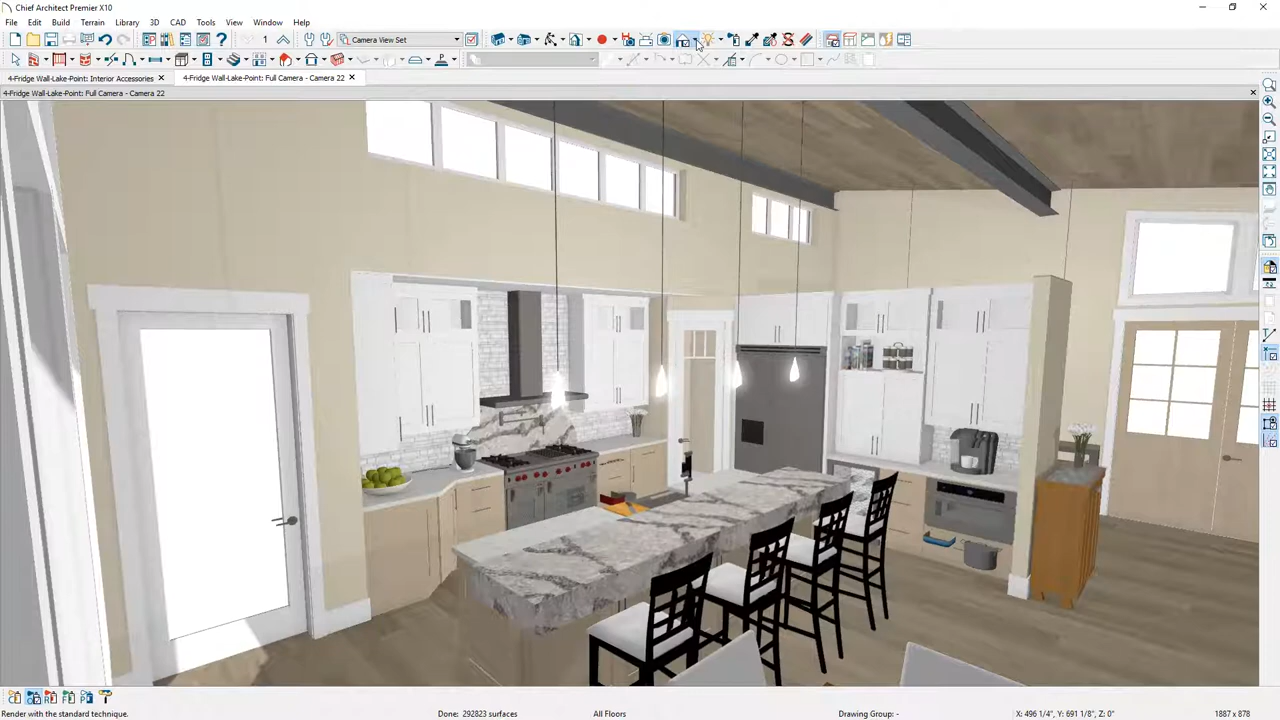 Chief Architect Premier X10
File Edit Build Terrain Library 3D CAD Tools View Window Help
1 Camera View Set
4-Fridge Wall-Lake-Point: Interior Accessories
4-Fridge Wall-Lake-Point: Full Camera - Camera 22
4-Fridge Wall-Lake-Point: Full Camera - Camera 22
Render with the standard technique. Done: 292823 surfaces All Floors Drawing Group: - X: 496 1/4", Y: 691 1/8", Z: 0" 1887 x 878